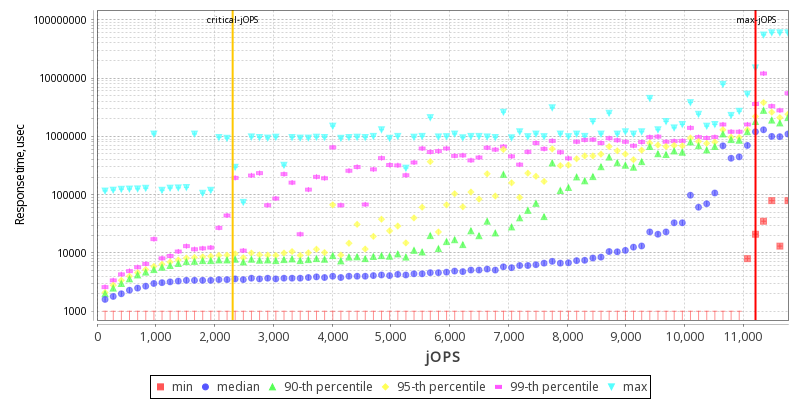 critical-jOPS max-jOPS
100000000
10000000
1000000
100000
10000
1000
Response time, usec
0 1,000 2,000 3,000 4,000 5,000 6,000 7,000 8,000 9,000 10,000 11,000
jOPS
min median 90-th percentile 95-th percentile 99-th percentile max